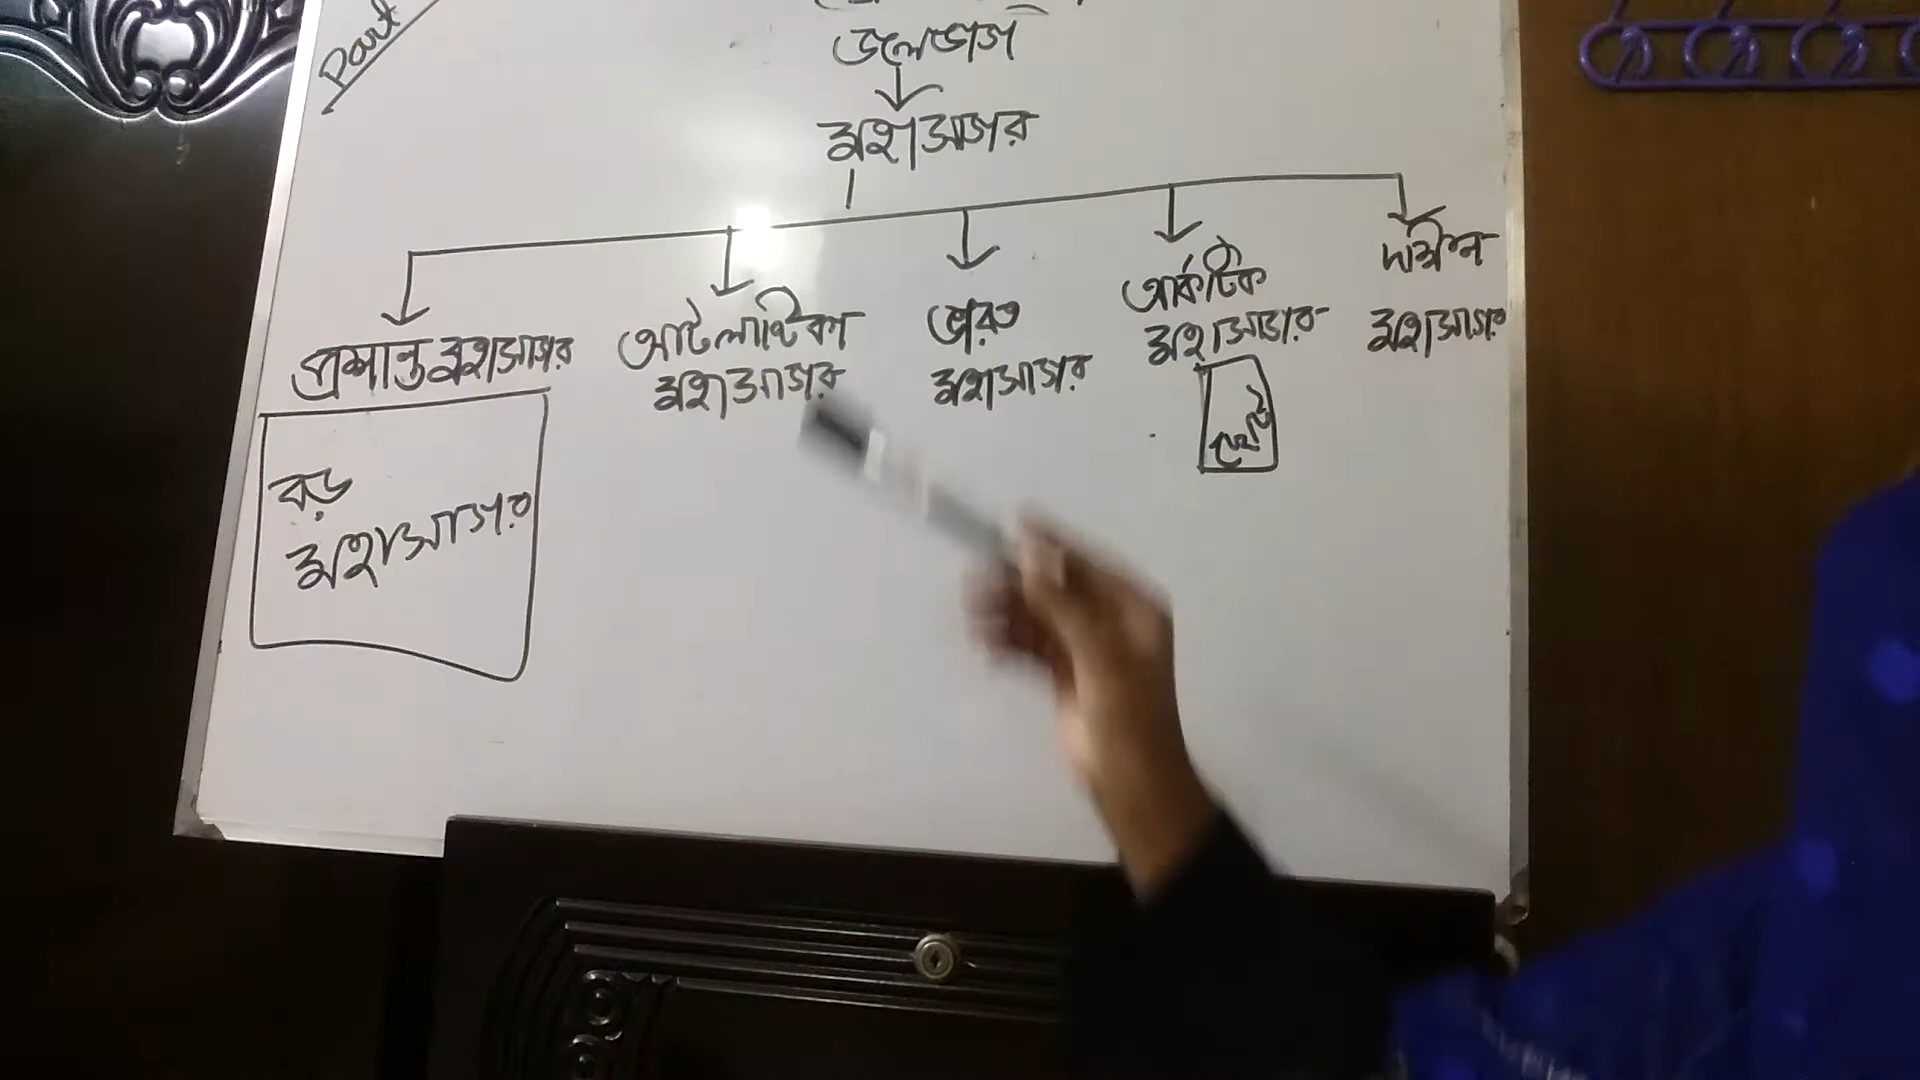 Part
জলভাগ
মহাসাগর
প্রশান্ত মহাসাগর
আটলান্টিকা
মহাসাগর
ভারত
মহাসাগর
আর্কটিক
মহাসাগর
দক্ষিন
মহাসাগর
বড়
মহাসাগর
ছোট